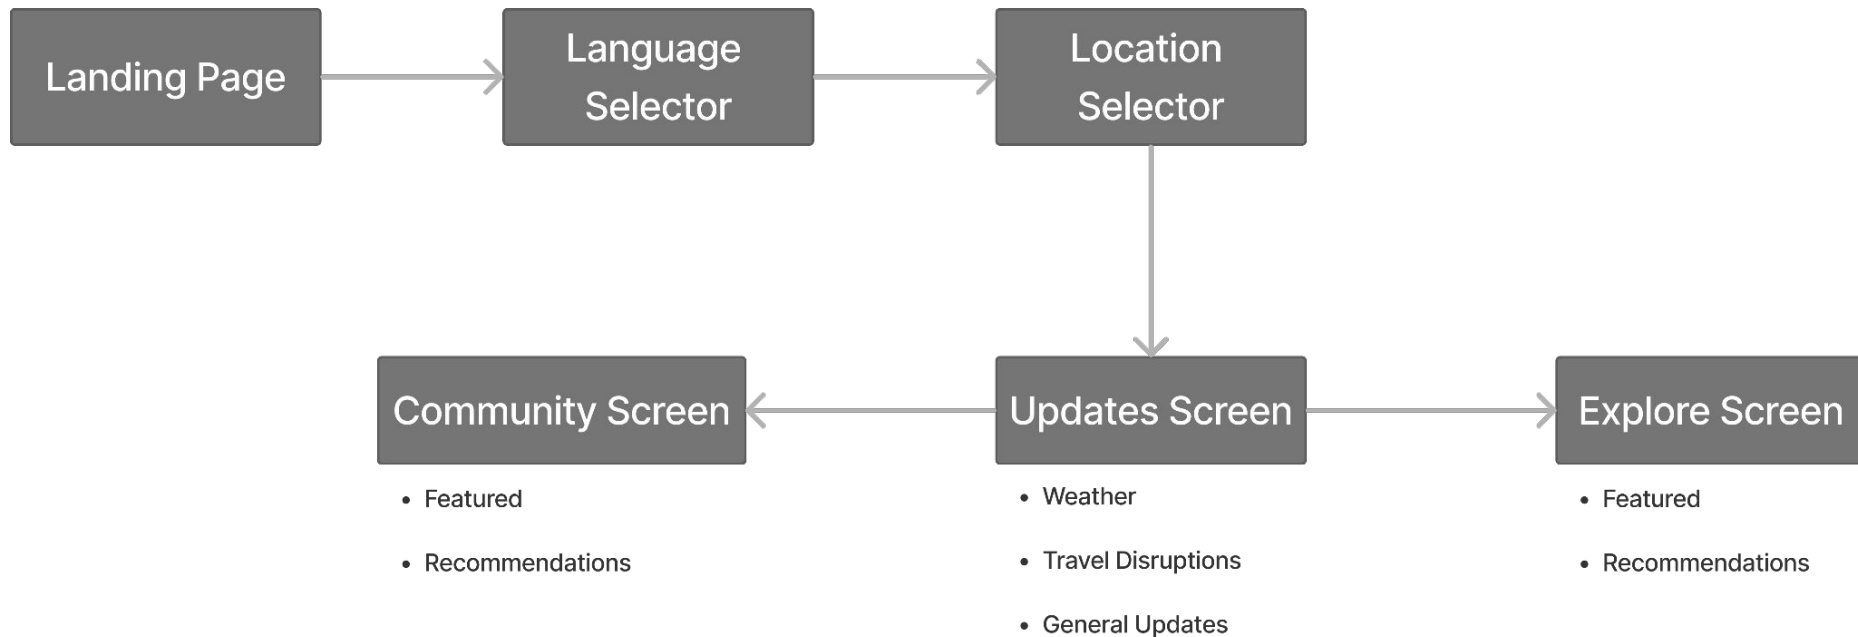 Landing Page
Language
Selector
Location
Selector
Community Screen
• Featured
• Recommendations
Updates Screen
• Weather
• Travel Disruptions
• General Updates
Explore Screen
• Featured
• Recommendations